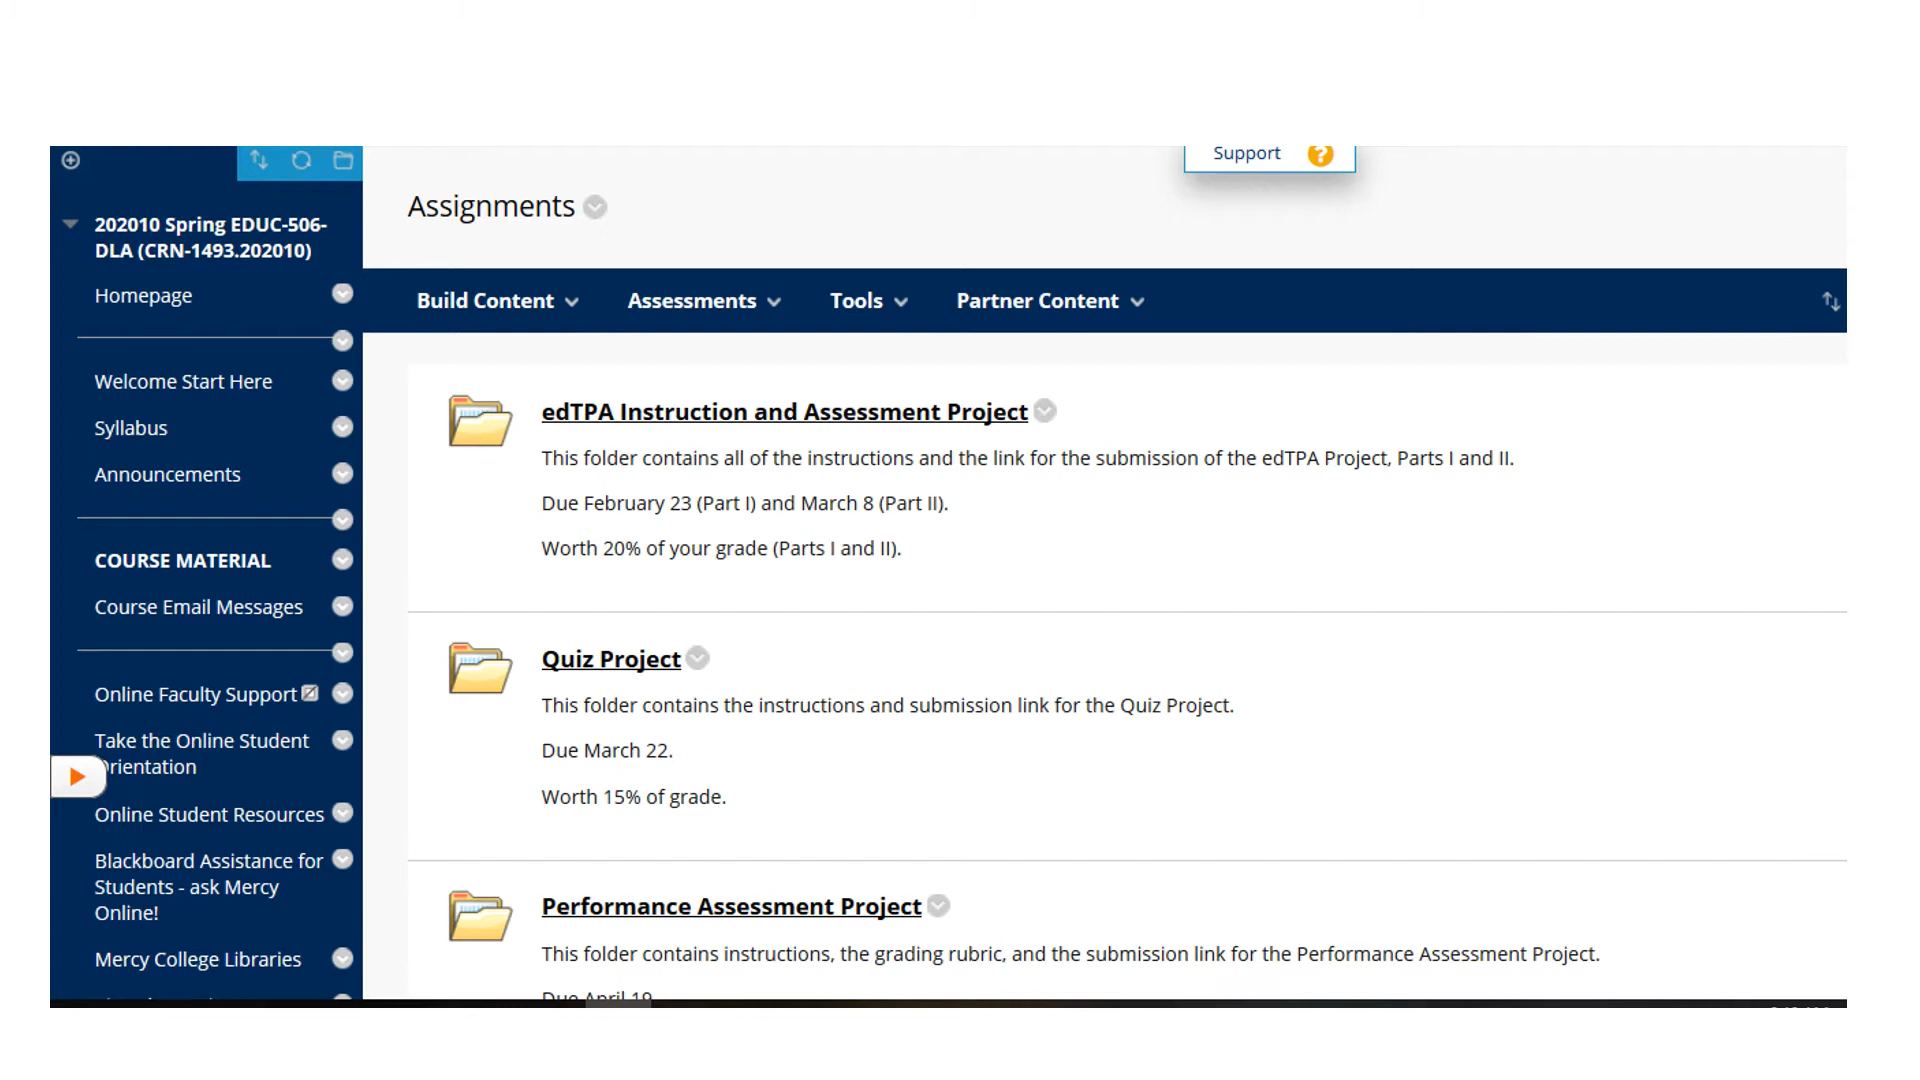 Support
Assignments
202010 Spring EDUC-506-
DLA (CRN-1493.202010)
Homepage
Welcome Start Here
Syllabus
Announcements
COURSE MATERIAL
Course Email Messages
Online Faculty Support
Take the Online Student
rientation
Online Student Resources
Blackboard Assistance for
Students - ask Mercy
Online!
Mercy College Libraries
Build Content
Assessments
Tools
Partner Content
edTPA Instruction and Assessment Project
This folder contains all of the instructions and the link for the submission of the edTPA Project, Parts I and II.
Due February 23 (Part I) and March 8 (Part II).
Worth 20% of your grade (Parts I and II).
Quiz Project
This folder contains the instructions and submission link for the Quiz Project.
Due March 22.
Worth 15% of grade.
Performance Assessment Project
This folder contains instructions, the grading rubric, and the submission link for the Performance Assessment Project.
Due April 19